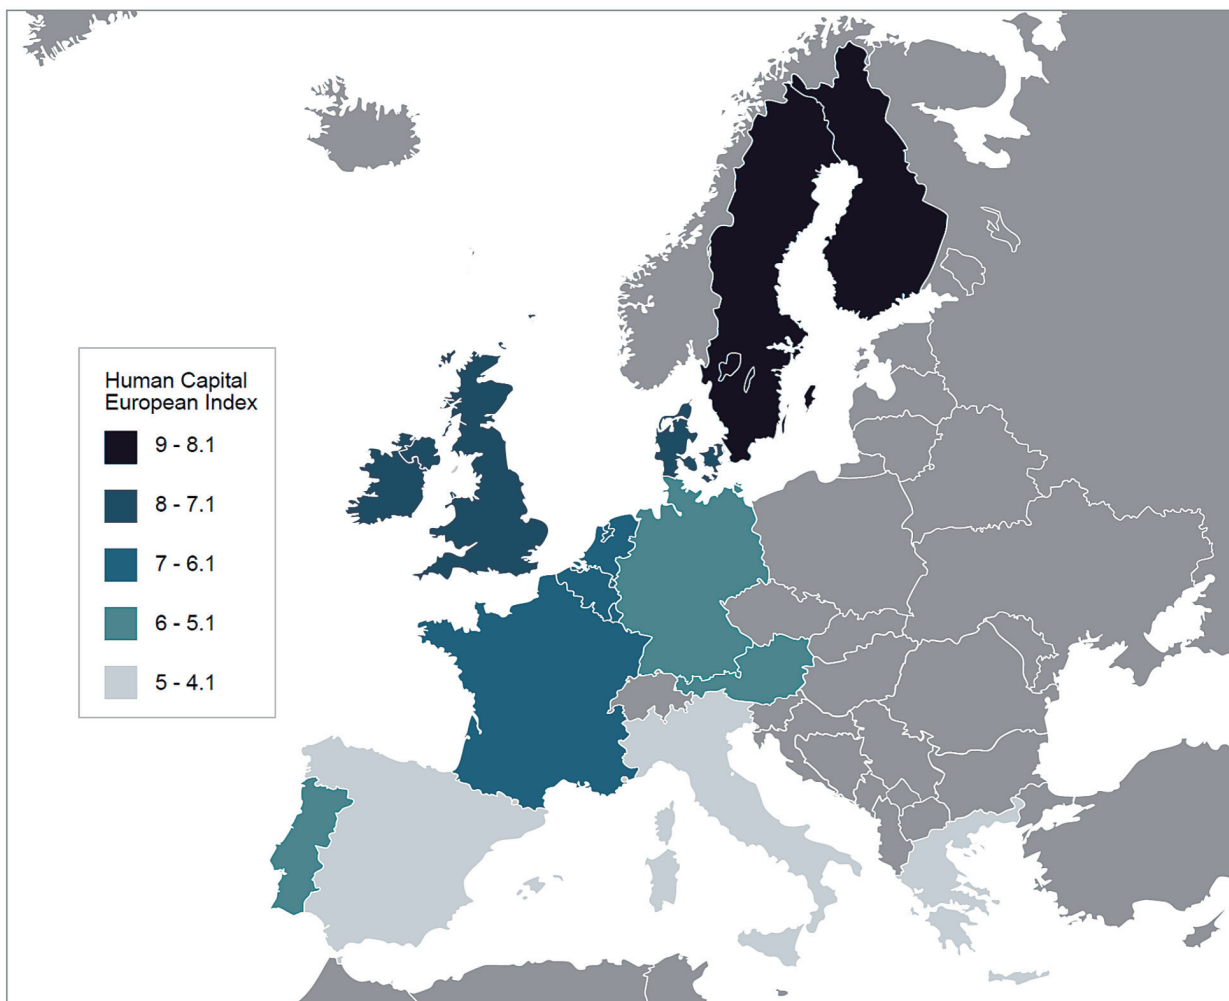 Human Capital
European Index
9 - 8.1
8 - 7.1
7 - 6.1
6 - 5.1
5 - 4.1